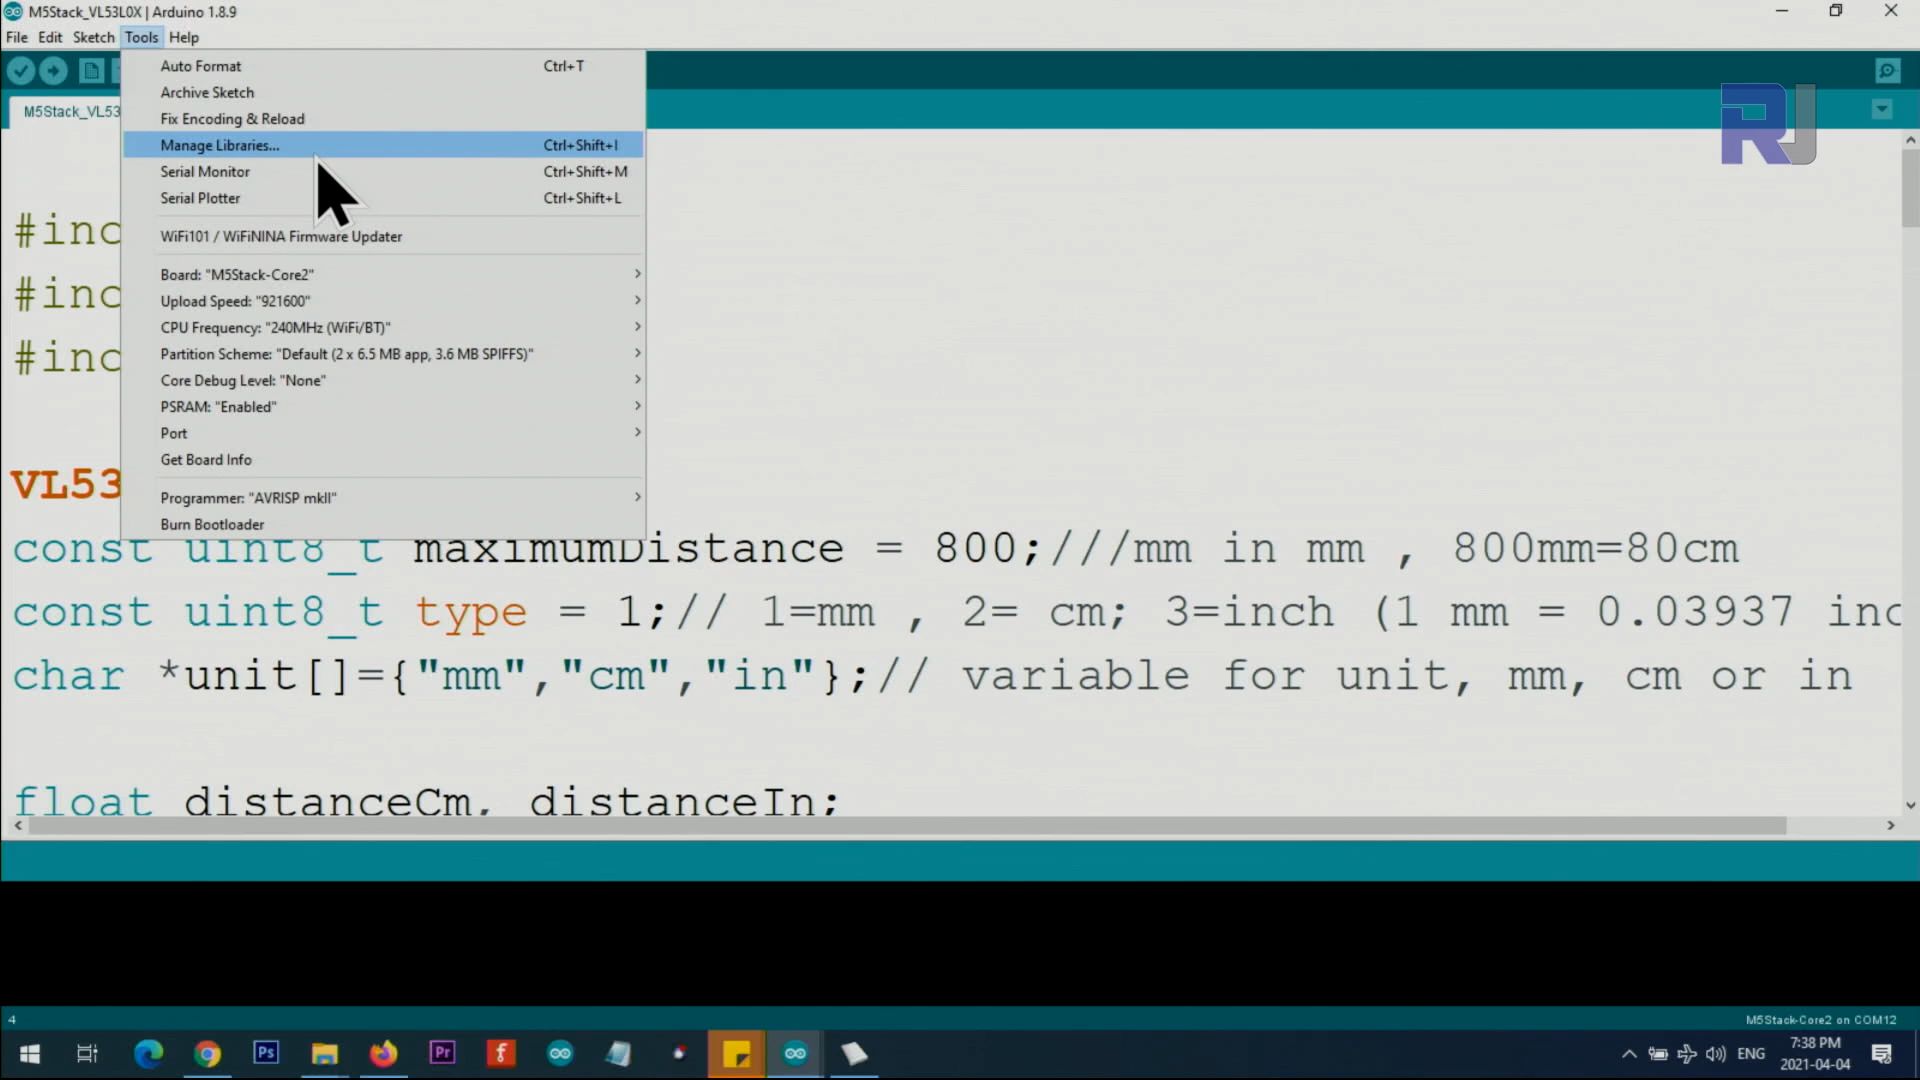 M5Stack_VL53L0X | Arduino 1.8.9
File Edit Sketch Tools Help
Auto Format Ctrl+T
Archive Sketch
M5Stack_VL53
Fix Encoding & Reload
Manage Libraries... Ctrl+Shift+I
Serial Monitor Ctrl+Shift+M
Serial Plotter Ctrl+Shift+L
RJ
#inc
WiFi101 / WiFiNINA Firmware Updater
Board: "M5Stack-Core2"
#inc
Upload Speed: "921600"
CPU Frequency: "240MHz (WiFi/BT)"
#inc
Partition Scheme: "Default (2 x 6.5 MB app, 3.6 MB SPIFFS)"
Core Debug Level: "None"
PSRAM: "Enabled"
Port
Get Board Info
VL53
Programmer: "AVRISP mkII"
Burn Bootloader
const uint8_t maximumDistance = 800;///mm in mm , 800mm=80cm
const uint8_t type = 1;// 1=mm , 2= cm; 3=inch (1 mm = 0.03937 inc
char *unit[]={"mm","cm","in"};// variable for unit, mm, cm or in
float distanceCm, distanceIn;
4
M5Stack-Core2 on COM12
Ps
Pr
ENG
7:38 PM
2021-04-04